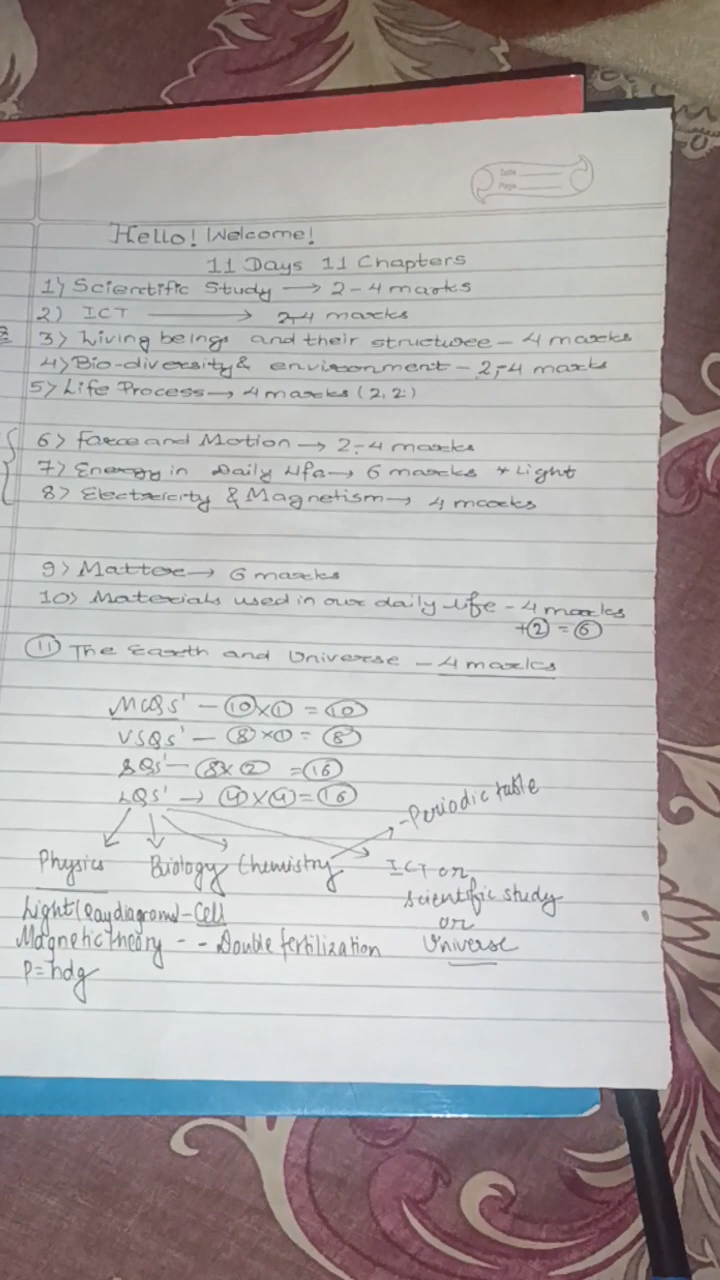 Date
Page
Hello! Welcome!
11 Days 11 Chapters
1) Scientific Study → 2-4 marks
2) ICT → 2-4 marks
3) Living beings and their structure - 4 marks
4) Bio-diversity & environment - 2-4 marks
5) Life Process → 4 marks (2,2)
6) Force and Motion → 2-4 marks
7) Energy in Daily life → 6 marks * Light
8) Electricity & Magnetism → 4 marks
9) Matter → 6 marks
10) Materials used in our daily life - 4 marks
+2 = 6
11 The Earth and Universe - 4 marks
MCQs' - 10 x 1 = 10
VSQs' - 8 x 1 = 8
SQs' - 8 x 2 = 16
LQs' → 4 x 4 = 16
- Periodic table
Physics Biology Chemistry ICT or
Scientific study
or
Universe
Light (Ray diagram) - Cell
Magnetic theory - - Double fertilization
P = hdg